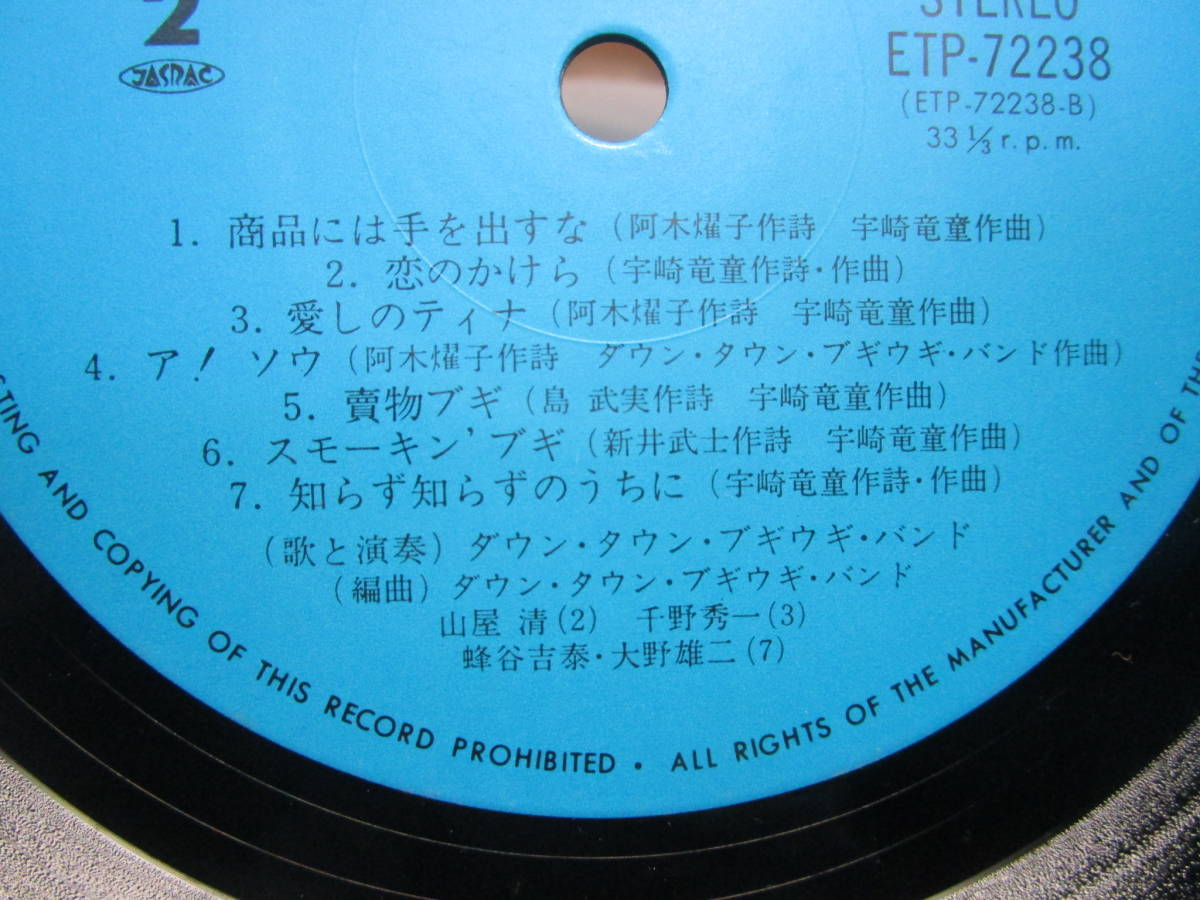 2
JASRAC
STEREO
ETP-72238
(ETP-72238-B)
33 1/3 r.p.m.
1. 商品には手を出すな (阿木燿子作詩 宇崎竜童作曲)
2. 恋のかけら (宇崎竜童作詩・作曲)
3. 愛しのティナ (阿木燿子作詩 宇崎竜童作曲)
4. ア! ソウ (阿木燿子作詩 ダウン・タウン・ブギウギ・バンド作曲)
5. 賣物ブギ (島 武実作詩 宇崎竜童作曲)
6. スモーキン'ブギ (新井武士作詩 宇崎竜童作曲)
7. 知らず知らずのうちに (宇崎竜童作詩・作曲)
(歌と演奏) ダウン・タウン・ブギウギ・バンド
(編曲) ダウン・タウン・ブギウギ・バンド
山屋 清(2) 千野秀一(3)
蜂谷吉泰・大野雄二(7)
AND COPYING OF THIS RECORD PROHIBITED • ALL RIGHTS OF THE MANUFACTURER AND OF